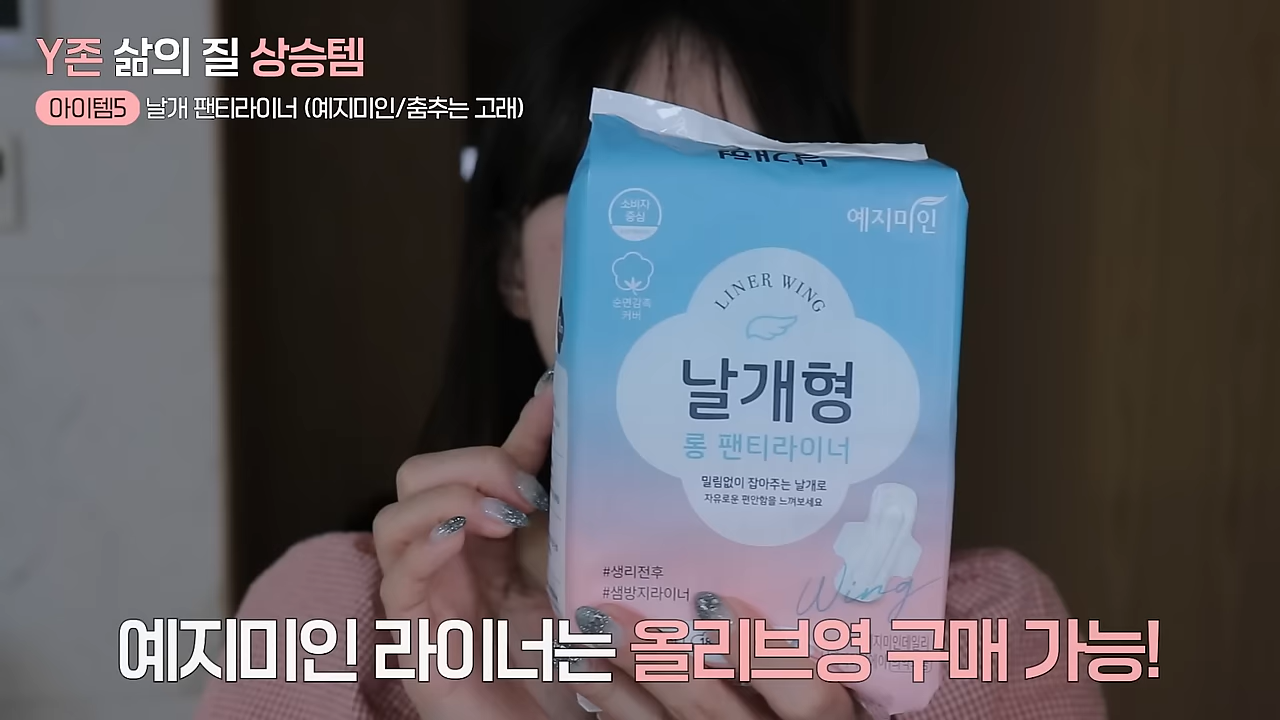 Y존 삶의 질 상승템
아이템5 날개 팬티라이너 (예지미인/춤추는 고래)
날개형
소비자
중심
예지미인
순면감촉
커버
LINER WING
날개형
롱 팬티라이너
밀림없이 잡아주는 날개로
자유로운 편안함을 느껴보세요
#생리전후
#샘방지라이너
Wing
예지미인 라이너는 올리브영 구매 가능!